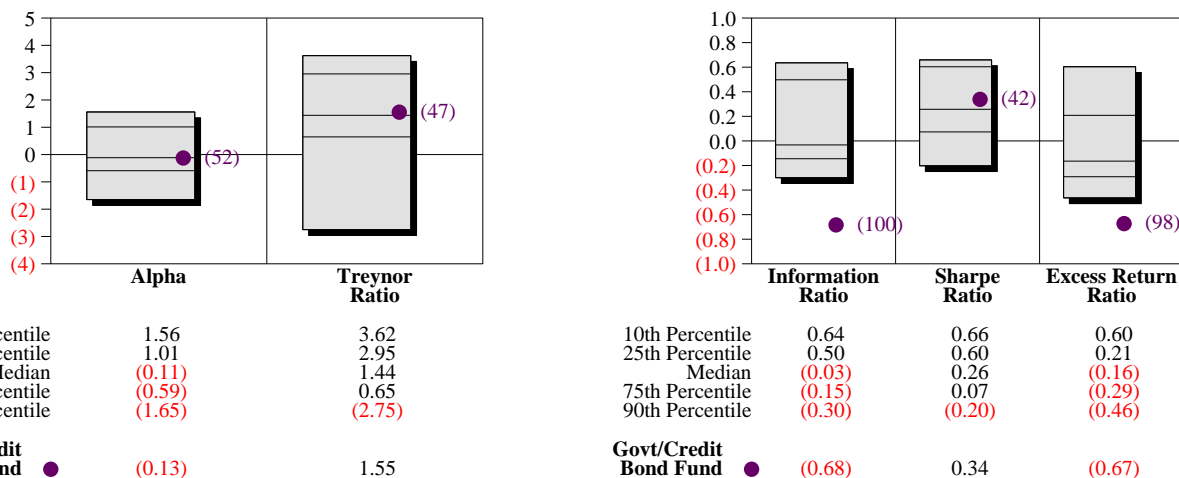 5
4
3
2
1
0
(1)
(2)
(3)
(4)
(52)
(47)
Alpha
Treynor
Ratio
centile 1.56 3.62
centile 1.01 2.95
Median (0.11) 1.44
centile (0.59) 0.65
centile (1.65) (2.75)
dit
nd (0.13) 1.55
1.0
0.8
0.6
0.4
0.2
0.0
(0.2)
(0.4)
(0.6)
(0.8)
(1.0)
(100)
(42)
(98)
Information
Ratio
Sharpe
Ratio
Excess Return
Ratio
10th Percentile 0.64 0.66 0.60
25th Percentile 0.50 0.60 0.21
Median (0.03) 0.26 (0.16)
75th Percentile (0.15) 0.07 (0.29)
90th Percentile (0.30) (0.20) (0.46)
Govt/Credit
Bond Fund (0.68) 0.34 (0.67)